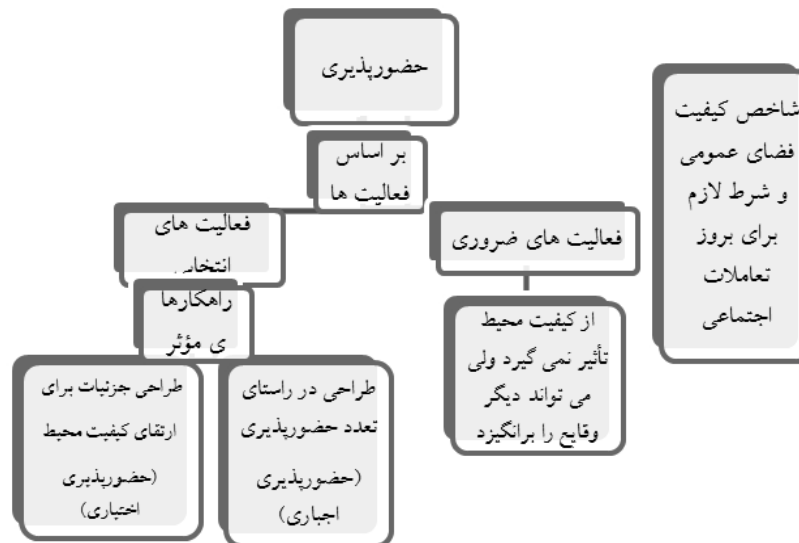 حضورپذیری
بر اساس
فعالیت ها
شاخص کیفیت
فضای عمومی
و شرط لازم
برای بروز
تعاملات
اجتماعی
فعالیت های ضروری
از کیفیت محیط
تأثیر نمی گیرد ولی
می تواند دیگر
وقایع را برانگیزد
فعالیت های
انتخابی
راهکارها
ی مؤثر
طراحی در راستای
تعدد حضورپذیری
(حضورپذیری
اجباری)
طراحی جزئیات برای
ارتقای کیفیت محیط
(حضورپذیری
اختیاری)